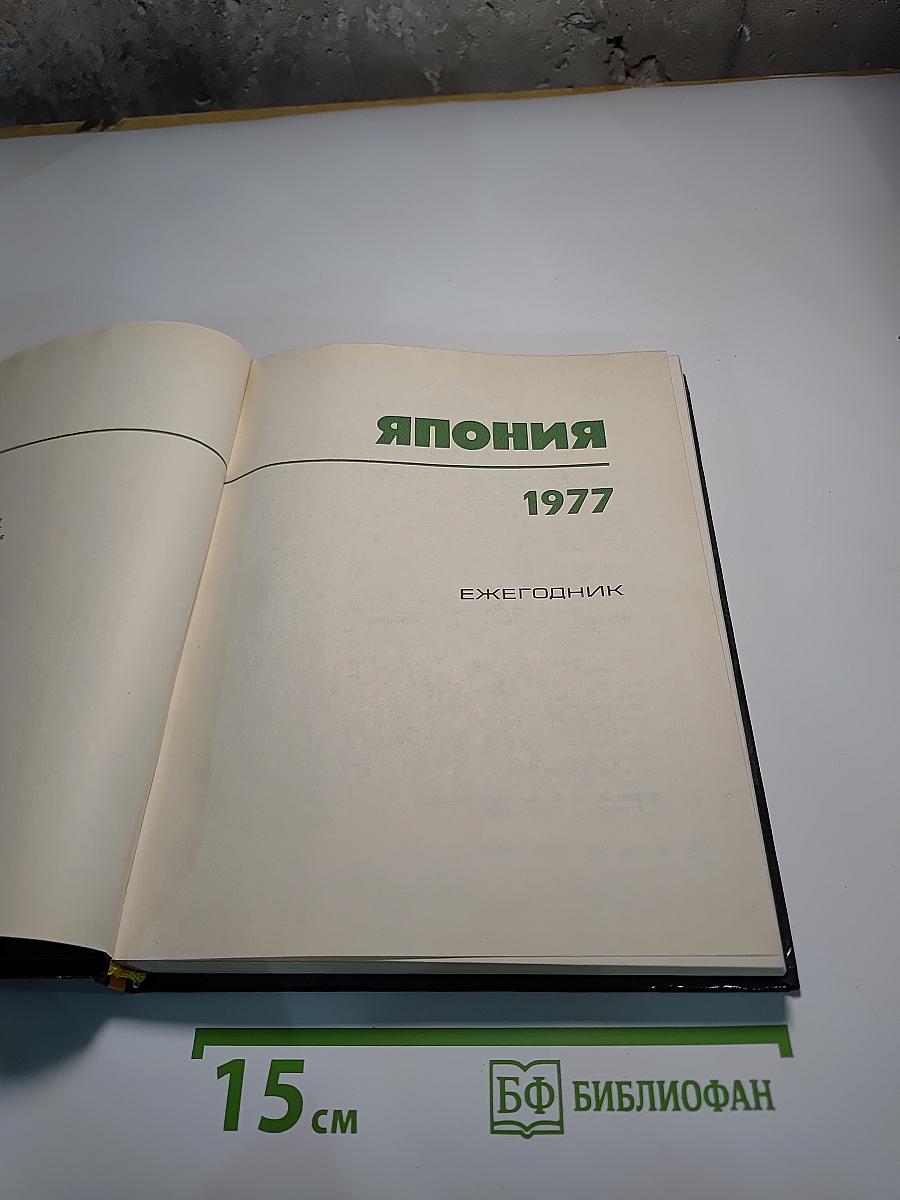 ЯПОНИЯ
1977
ЕЖЕГОДНИК
15 см
БФ БИБЛИОФАН